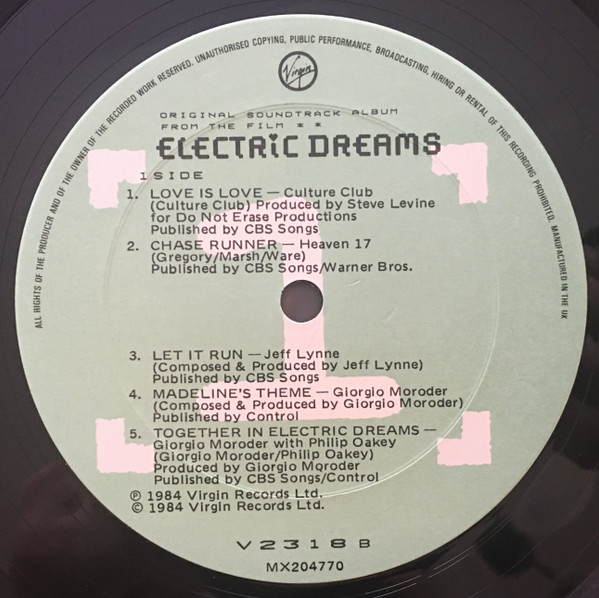 ALL RIGHTS OF THE PRODUCER AND OF THE OWNER OF THE RECORDED WORK RESERVED. UNAUTHORISED COPYING, PUBLIC PERFORMANCE, BROADCASTING, HIRING OR RENTAL OF THIS RECORDING PROHIBITED. MANUFACTURED IN THE UK
Virgin
ORIGINAL SOUNDTRACK ALBUM
FROM THE FILM * *
ELECTRIC DREAMS
1 SIDE
1. LOVE IS LOVE — Culture Club
(Culture Club) Produced by Steve Levine
for Do Not Erase Productions
Published by CBS Songs
2. CHASE RUNNER — Heaven 17
(Gregory/Marsh/Ware)
Published by CBS Songs/Warner Bros.
1
3. LET IT RUN — Jeff Lynne
(Composed & Produced by Jeff Lynne)
Published by CBS Songs
4. MADELINE'S THEME — Giorgio Moroder
(Composed & Produced by Giorgio Moroder)
Published by Control
5. TOGETHER IN ELECTRIC DREAMS —
Giorgio Moroder with Philip Oakey
(Giorgio Moroder/Philip Oakey)
Produced by Giorgio Moroder
Published by CBS Songs/Control
℗ 1984 Virgin Records Ltd.
© 1984 Virgin Records Ltd.
V2318 B
MX204770